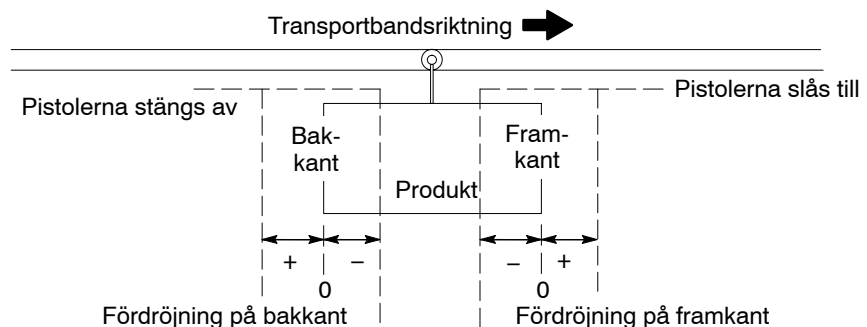 Transportbandsriktning
Pistolerna stängs av
Pistolerna slås till
Bak-
kant
Fram-
kant
Produkt
+ −
− +
0
0
Fördröjning på bakkant
Fördröjning på framkant